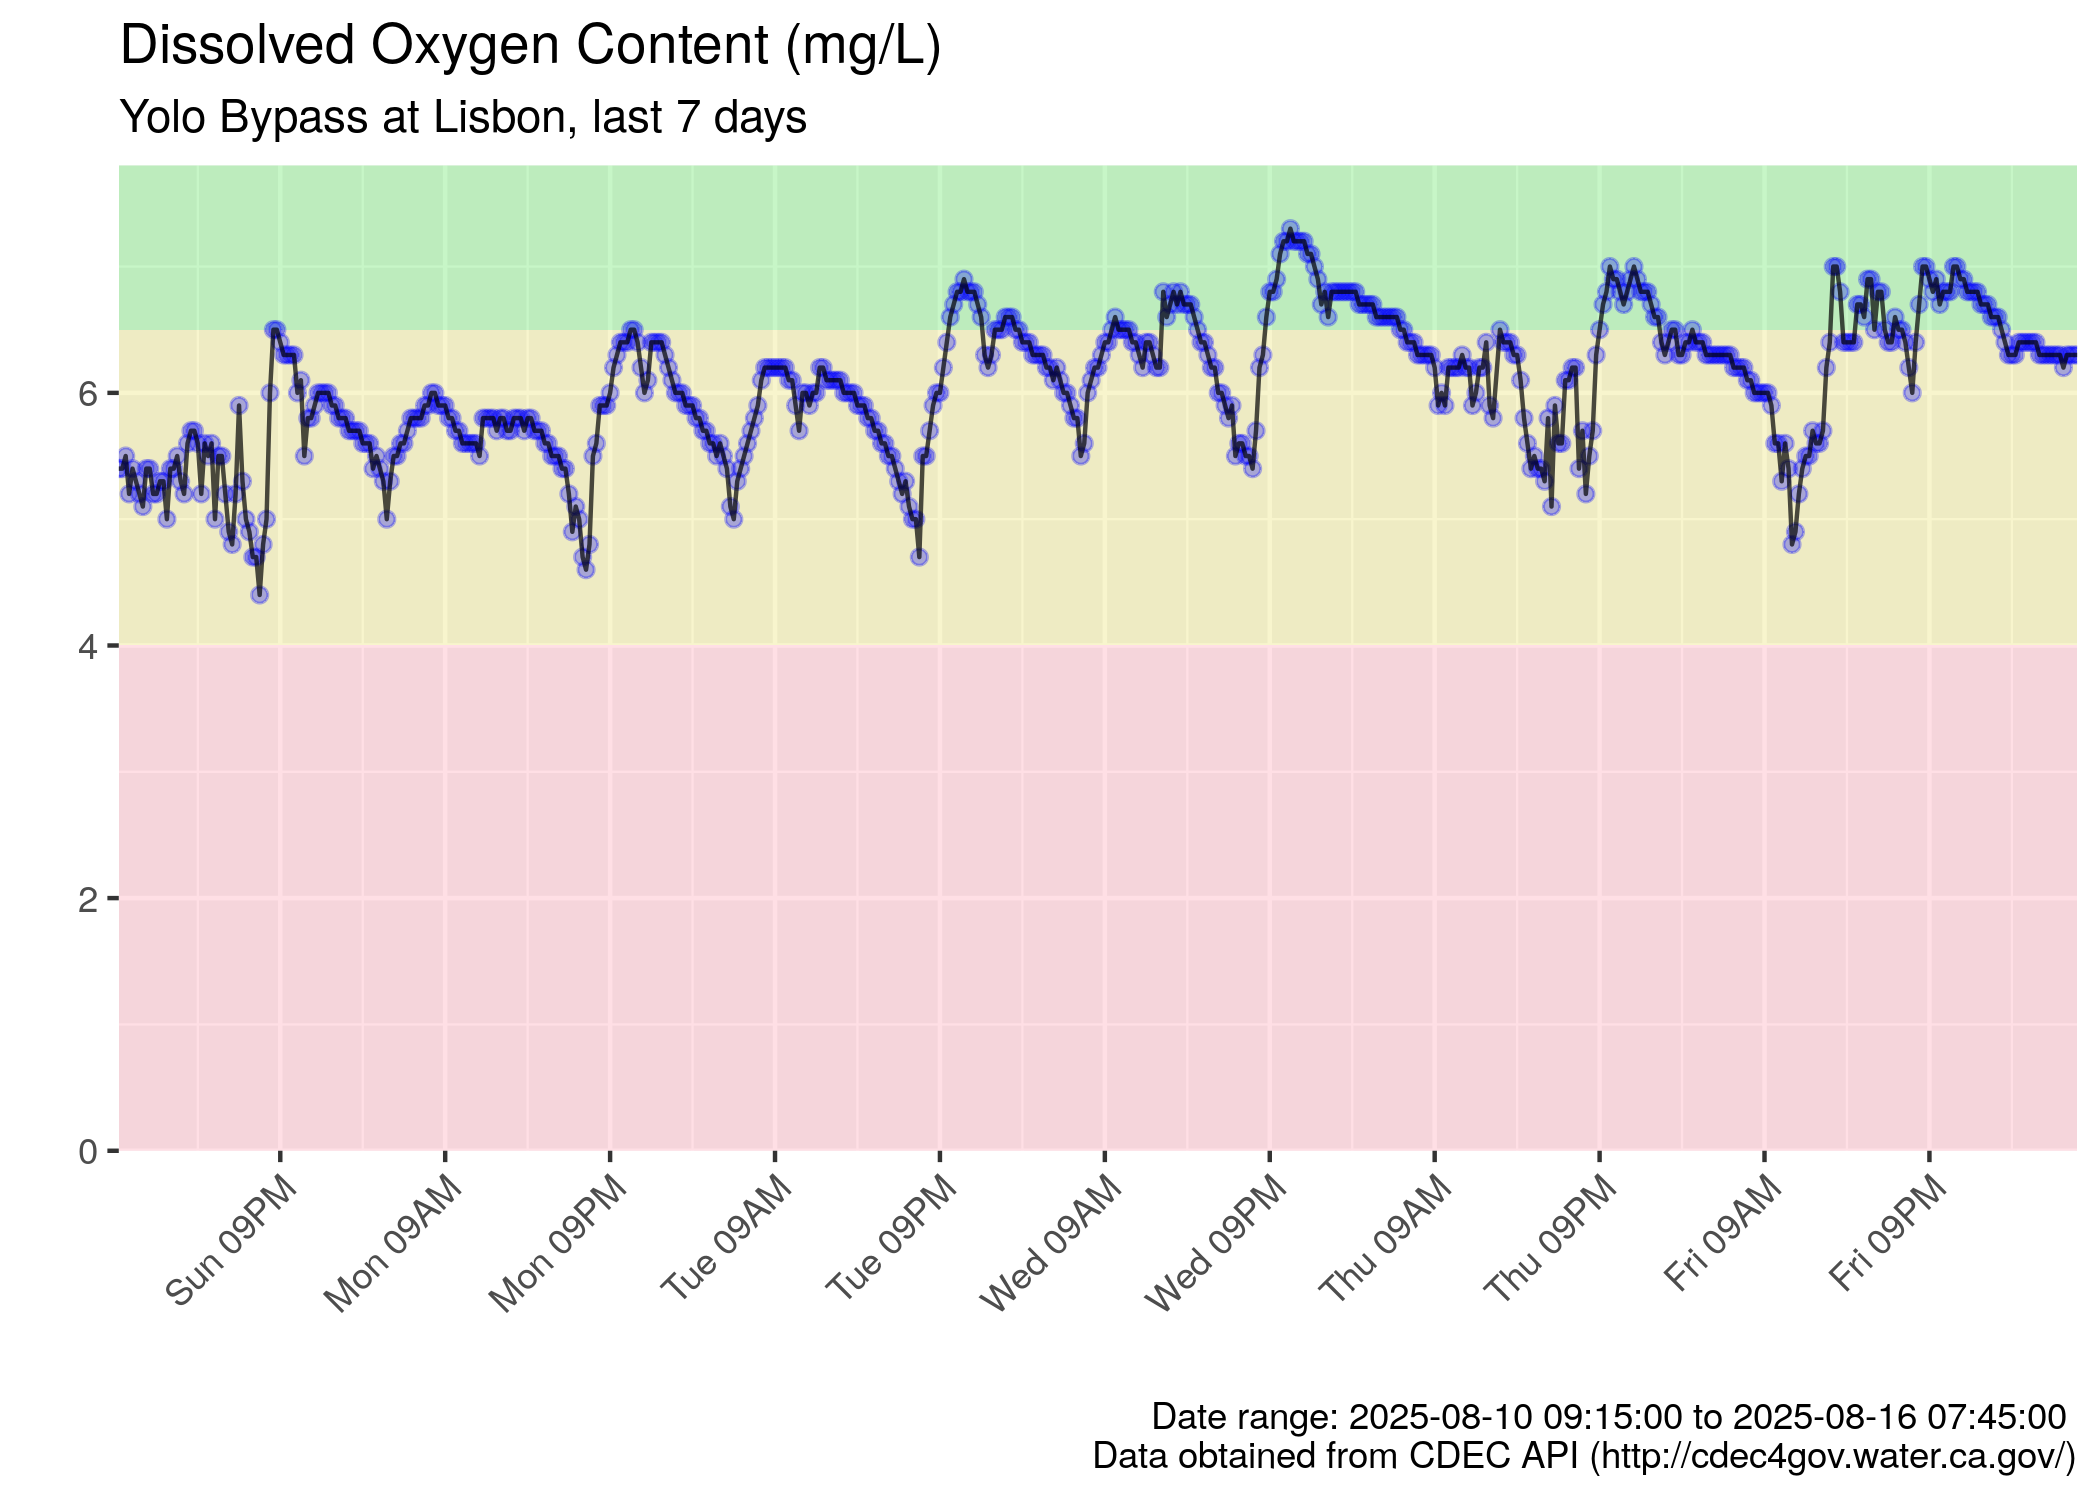 Dissolved Oxygen Content (mg/L)
Yolo Bypass at Lisbon, last 7 days
6
4
2
0
Sun 09PM
Mon 09AM
Mon 09PM
Tue 09AM
Tue 09PM
Wed 09AM
Wed 09PM
Thu 09AM
Thu 09PM
Fri 09AM
Fri 09PM
Date range: 2025-08-10 09:15:00 to 2025-08-16 07:45:00
Data obtained from CDEC API (http://cdec4gov.water.ca.gov/)